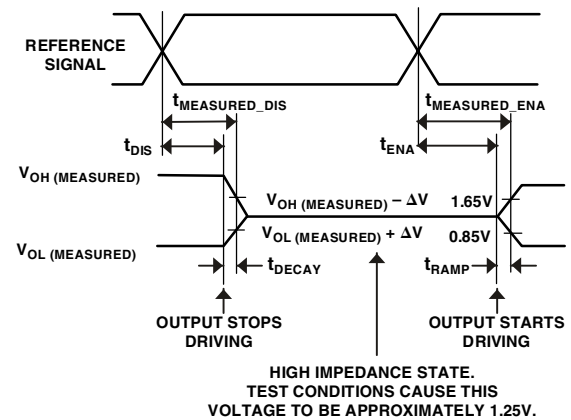 REFERENCE
SIGNAL
tMEASURED_DIS
tMEASURED_ENA
tDIS
tENA
VOH (MEASURED)
VOH (MEASURED) – ΔV
1.65V
VOL (MEASURED) + ΔV
0.85V
VOL (MEASURED)
tDECAY
tRAMP
OUTPUT STOPS
DRIVING
OUTPUT STARTS
DRIVING
HIGH IMPEDANCE STATE.
TEST CONDITIONS CAUSE THIS
VOLTAGE TO BE APPROXIMATELY 1.25V.